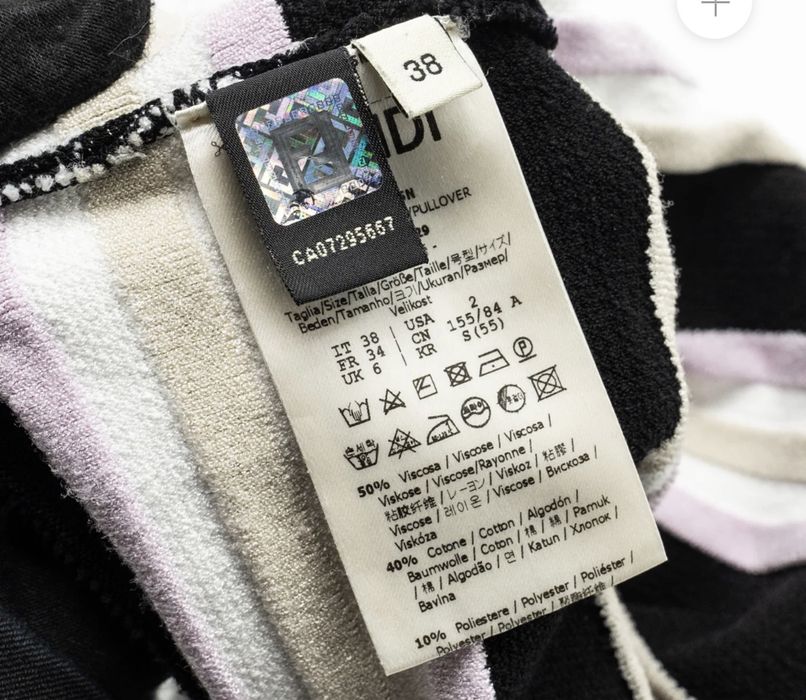 38
DI
/PULLOVER
CA07295667
Taglia/Size/Talla/Größe/Taille/号型/サイズ/
Beden/Tamanho/크기/Ukuran/Размер/
Velikost
IT 38 | USA 2
FR 34 | CN 155/84 A
UK 6 | KR S(55)
50% Viscosa / Viscose / Viscosa /
Viskose / Viscose/Rayonne / 粘膠 /
粘胶纤维 / レーヨン / Viskoz / Вискоза /
Viscose / 레이온 / Viscose /
Viskóza
40% Cotone / Cotton / Algodón /
Baumwolle / Coton / 棉 / 綿 / Pamuk
/ 棉 / Algodão / 면 / Katun / Хлопок /
Bavlna
10% Poliestere / Polyester / Poliéster /
Polyester / Polyester /